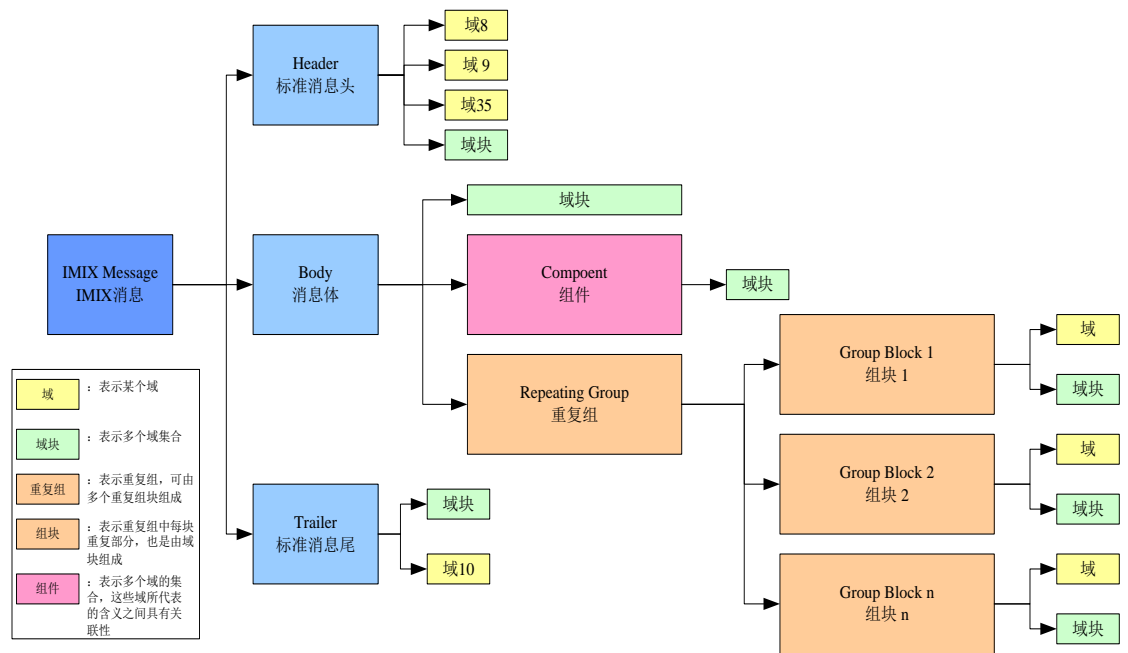 Header
标准消息头
域8
域 9
域35
域块
IMIX Message
IMIX消息
Body
消息体
域块
Compoent
组件
域块
Repeating Group
重复组
Group Block 1
组块 1
域
域块
Group Block 2
组块 2
域
域块
Group Block n
组块 n
域
域块
Trailer
标准消息尾
域块
域10
域
：表示某个域
域块
：表示多个域集合
重复组
：表示重复组，可由
多个重复组块组成
组块
：表示重复组中每块
重复部分，也是由域
块组成
组件
：表示多个域的集
合，这些域所代表
的含义之间具有关
联性